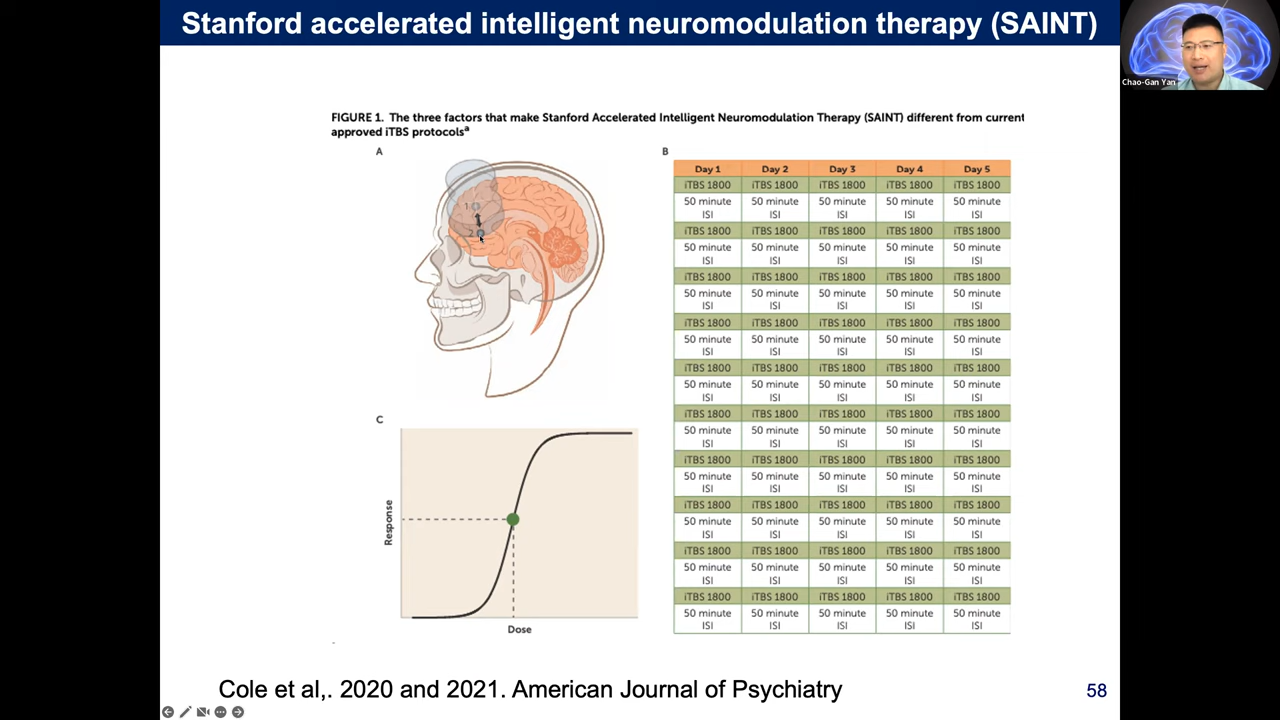 Stanford accelerated intelligent neuromodulation therapy (SAINT)
Chao-Gan Yan
FIGURE 1. The three factors that make Stanford Accelerated Intelligent Neuromodulation Therapy (SAINT) different from current
approved iTBS protocolsa
A
1
2
B
Day 1 Day 2 Day 3 Day 4 Day 5
iTBS 1800 iTBS 1800 iTBS 1800 iTBS 1800 iTBS 1800
50 minute 50 minute 50 minute 50 minute 50 minute
ISI ISI ISI ISI ISI
iTBS 1800 iTBS 1800 iTBS 1800 iTBS 1800 iTBS 1800
50 minute 50 minute 50 minute 50 minute 50 minute
ISI ISI ISI ISI ISI
iTBS 1800 iTBS 1800 iTBS 1800 iTBS 1800 iTBS 1800
50 minute 50 minute 50 minute 50 minute 50 minute
ISI ISI ISI ISI ISI
iTBS 1800 iTBS 1800 iTBS 1800 iTBS 1800 iTBS 1800
50 minute 50 minute 50 minute 50 minute 50 minute
ISI ISI ISI ISI ISI
iTBS 1800 iTBS 1800 iTBS 1800 iTBS 1800 iTBS 1800
50 minute 50 minute 50 minute 50 minute 50 minute
ISI ISI ISI ISI ISI
iTBS 1800 iTBS 1800 iTBS 1800 iTBS 1800 iTBS 1800
50 minute 50 minute 50 minute 50 minute 50 minute
ISI ISI ISI ISI ISI
iTBS 1800 iTBS 1800 iTBS 1800 iTBS 1800 iTBS 1800
50 minute 50 minute 50 minute 50 minute 50 minute
ISI ISI ISI ISI ISI
iTBS 1800 iTBS 1800 iTBS 1800 iTBS 1800 iTBS 1800
50 minute 50 minute 50 minute 50 minute 50 minute
ISI ISI ISI ISI ISI
iTBS 1800 iTBS 1800 iTBS 1800 iTBS 1800 iTBS 1800
50 minute 50 minute 50 minute 50 minute 50 minute
ISI ISI ISI ISI ISI
iTBS 1800 iTBS 1800 iTBS 1800 iTBS 1800 iTBS 1800
50 minute 50 minute 50 minute 50 minute 50 minute
ISI ISI ISI ISI ISI
C
Response
Dose
Cole et al,. 2020 and 2021. American Journal of Psychiatry
58